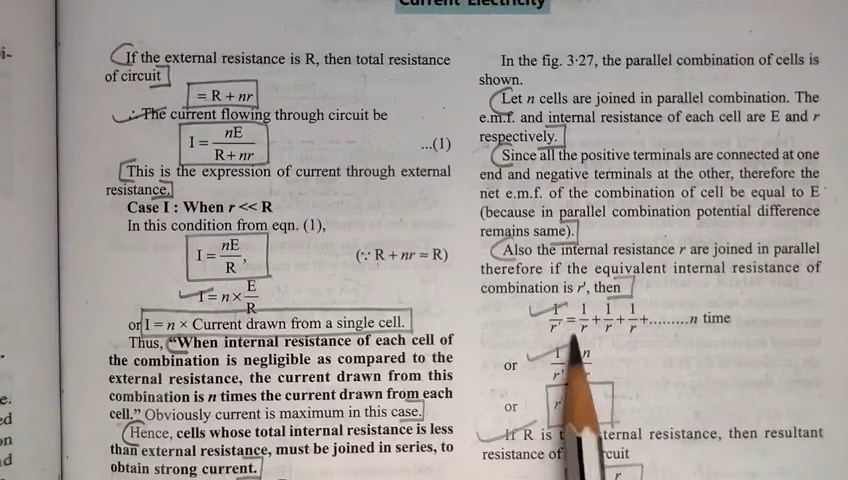 Current Electricity
If the external resistance is R, then total resistance
of circuit
= R + nr
∴ The current flowing through circuit be
I = nE / R + nr ...(1)
This is the expression of current through external
resistance.
Case I : When r << R
In this condition from eqn. (1),
I = nE / R, (∵ R + nr ≈ R)
I = n × E / R
or I = n × Current drawn from a single cell.
Thus, “When internal resistance of each cell of
the combination is negligible as compared to the
external resistance, the current drawn from this
combination is n times the current drawn from each
cell.” Obviously current is maximum in this case.
Hence, cells whose total internal resistance is less
than external resistance, must be joined in series, to
obtain strong current.
In the fig. 3·27, the parallel combination of cells is
shown.
Let n cells are joined in parallel combination. The
e.m.f. and internal resistance of each cell are E and r
respectively.
Since all the positive terminals are connected at one
end and negative terminals at the other, therefore the
net e.m.f. of the combination of cell be equal to E
(because in parallel combination potential difference
remains same).
Also the internal resistance r are joined in parallel
therefore if the equivalent internal resistance of
combination is r', then
1/r' = 1/r + 1/r + 1/r + ......... n time
or 1/r' n
or r'
If R is ternal resistance, then resultant
resistance of cuit
r